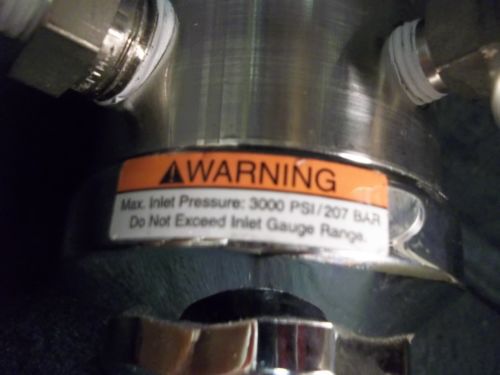 WARNING
Max. Inlet Pressure: 3000 PSI/207 BAR
Do Not Exceed Inlet Gauge Range.